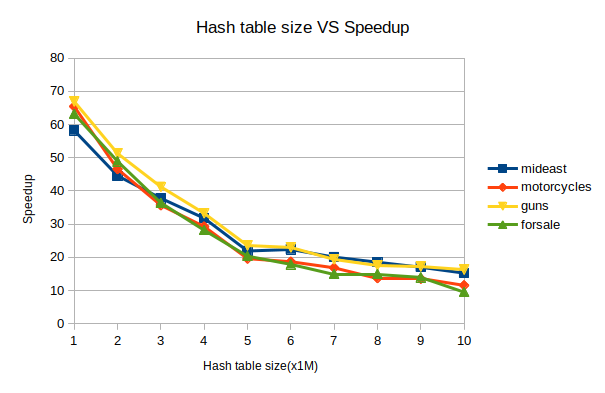 Hash table size VS Speedup
80
70
60
50
40
30
20
10
0
Speedup
1 2 3 4 5 6 7 8 9 10
Hash table size(x1M)
mideast
motorcycles
guns
forsale